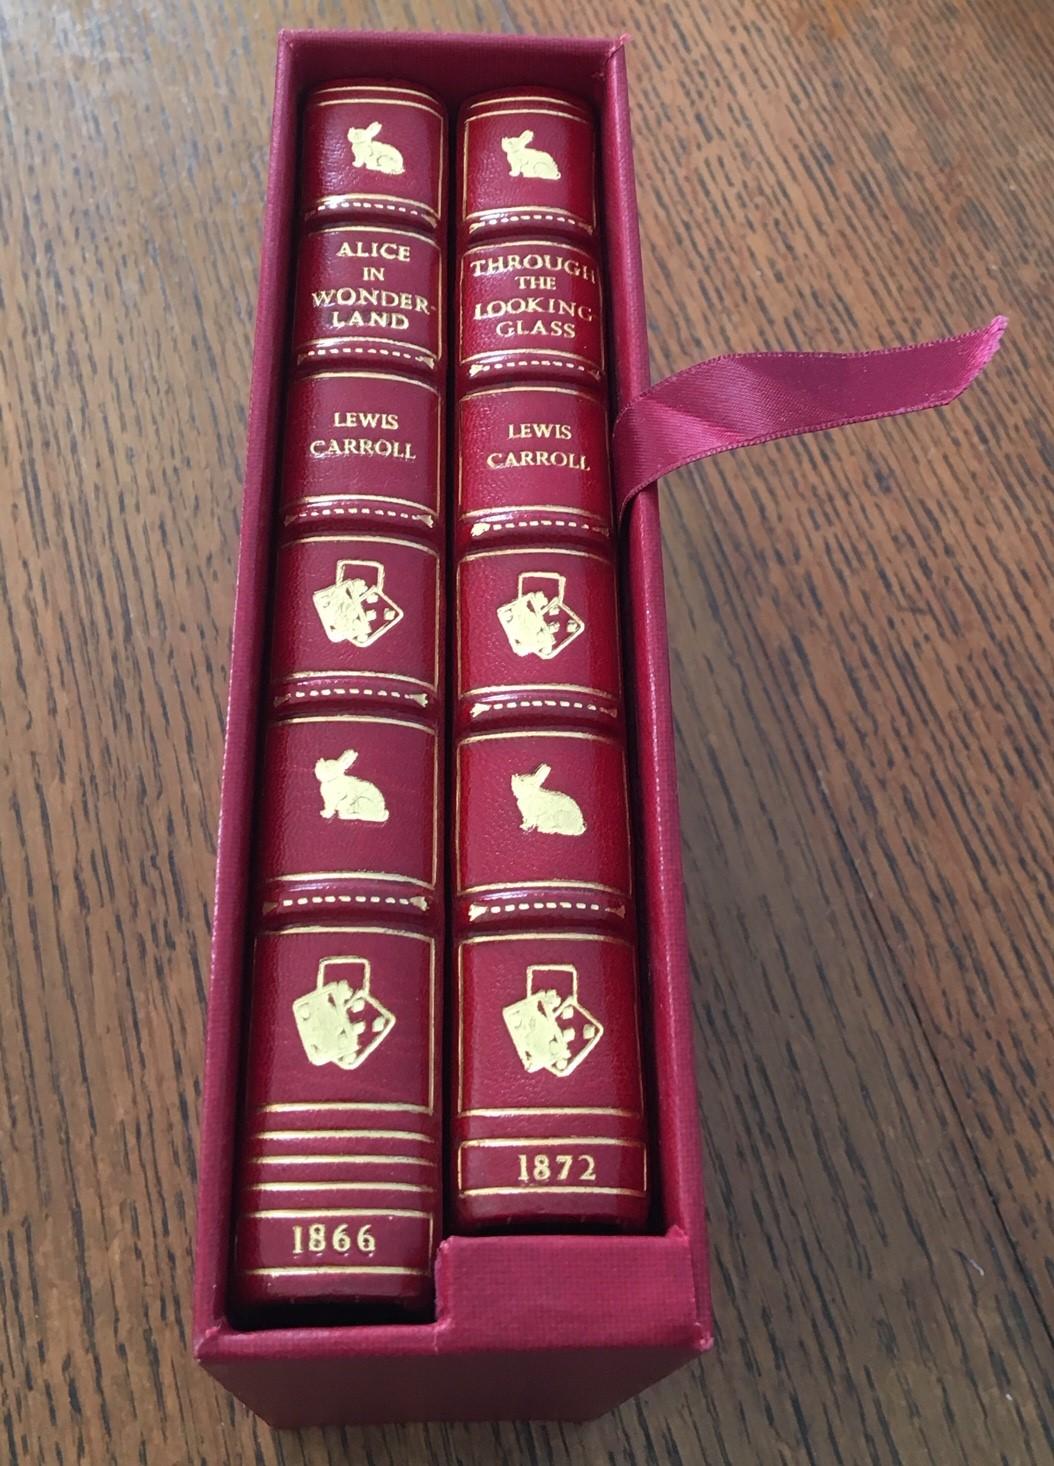 ALICE
IN
WONDER-
LAND
LEWIS
CARROLL
1866
THROUGH
THE
LOOKING
GLASS
LEWIS
CARROLL
1872